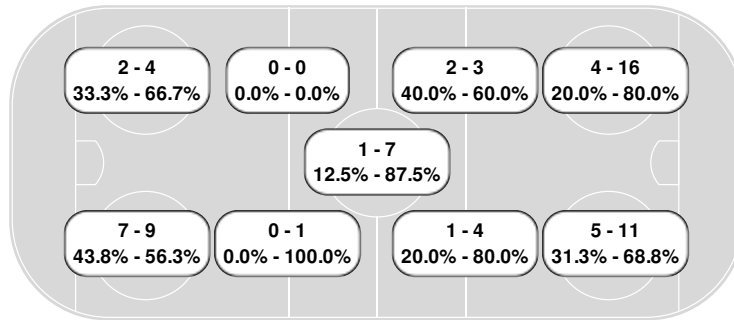 2 - 4
33.3% - 66.7%
0 - 0
0.0% - 0.0%
2 - 3
40.0% - 60.0%
4 - 16
20.0% - 80.0%
1 - 7
12.5% - 87.5%
7 - 9
43.8% - 56.3%
0 - 1
0.0% - 100.0%
1 - 4
20.0% - 80.0%
5 - 11
31.3% - 68.8%